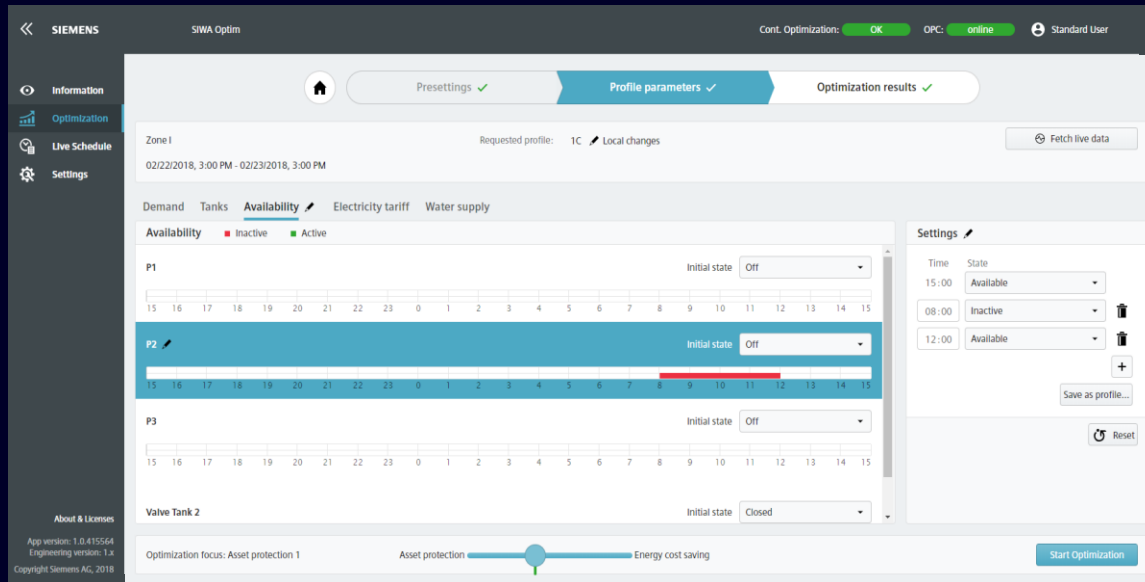 SIEMENS
SIWA Optim
Cont. Optimization: OK OPC: online Standard User
Information
Optimization
Live Schedule
Settings
Presettings
Profile parameters
Optimization results
Zone I
Requested profile: 1C Local changes
Fetch live data
02/22/2018, 3:00 PM - 02/23/2018, 3:00 PM
Demand Tanks Availability Electricity tariff Water supply
Availability Inactive Active
P1
Initial state Off
15 16 17 18 19 20 21 22 23 0 1 2 3 4 5 6 7 8 9 10 11 12 13 14 15
P2
Initial state Off
15 16 17 18 19 20 21 22 23 0 1 2 3 4 5 6 7 8 9 10 11 12 13 14 15
P3
Initial state Off
15 16 17 18 19 20 21 22 23 0 1 2 3 4 5 6 7 8 9 10 11 12 13 14 15
Valve Tank 2
Initial state Closed
Settings
Time State
15:00 Available
08:00 Inactive
12:00 Available
+
Save as profile...
Reset
Optimization focus: Asset protection 1
Asset protection
Energy cost saving
Start Optimization
About & Licenses
App version: 1.0.415564
Engineering version: 1.x
Copyright Siemens AG, 2018